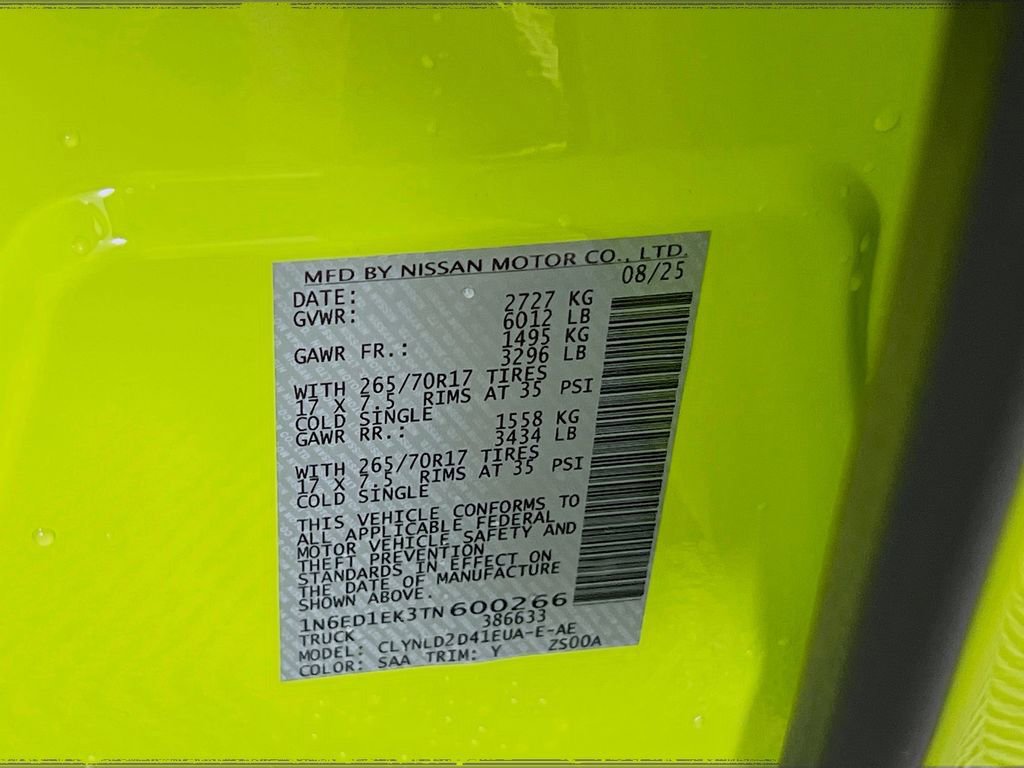 MFD BY NISSAN MOTOR CO., LTD.
DATE: 08/25
GVWR: 2727 KG
6012 LB
GAWR FR.: 1495 KG
3296 LB
WITH 265/70R17 TIRES
17 X 7.5 RIMS AT 35 PSI
COLD SINGLE
GAWR RR.: 1558 KG
3434 LB
WITH 265/70R17 TIRES
17 X 7.5 RIMS AT 35 PSI
COLD SINGLE
THIS VEHICLE CONFORMS TO
ALL APPLICABLE FEDERAL
MOTOR VEHICLE SAFETY AND
THEFT PREVENTION
STANDARDS IN EFFECT ON
THE DATE OF MANUFACTURE
SHOWN ABOVE.
1N6ED1EK3TN600266
TRUCK 386633
MODEL: CLYNLD2D41EUA-E-AE
COLOR: SAA TRIM: Y ZS00A